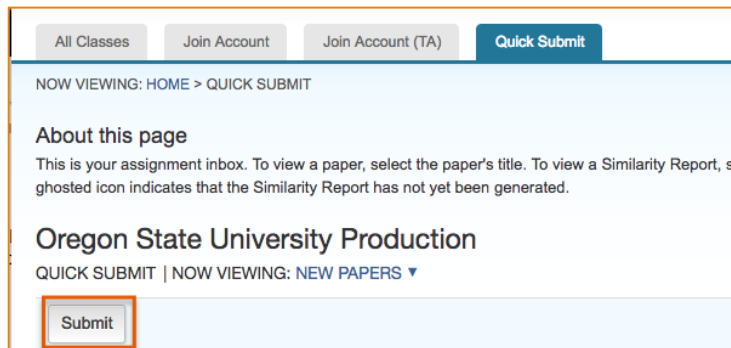 All Classes Join Account Join Account (TA) Quick Submit
NOW VIEWING: HOME > QUICK SUBMIT
About this page
This is your assignment inbox. To view a paper, select the paper's title. To view a Similarity Report, s
ghosted icon indicates that the Similarity Report has not yet been generated.
Oregon State University Production
QUICK SUBMIT | NOW VIEWING: NEW PAPERS ▼
Submit